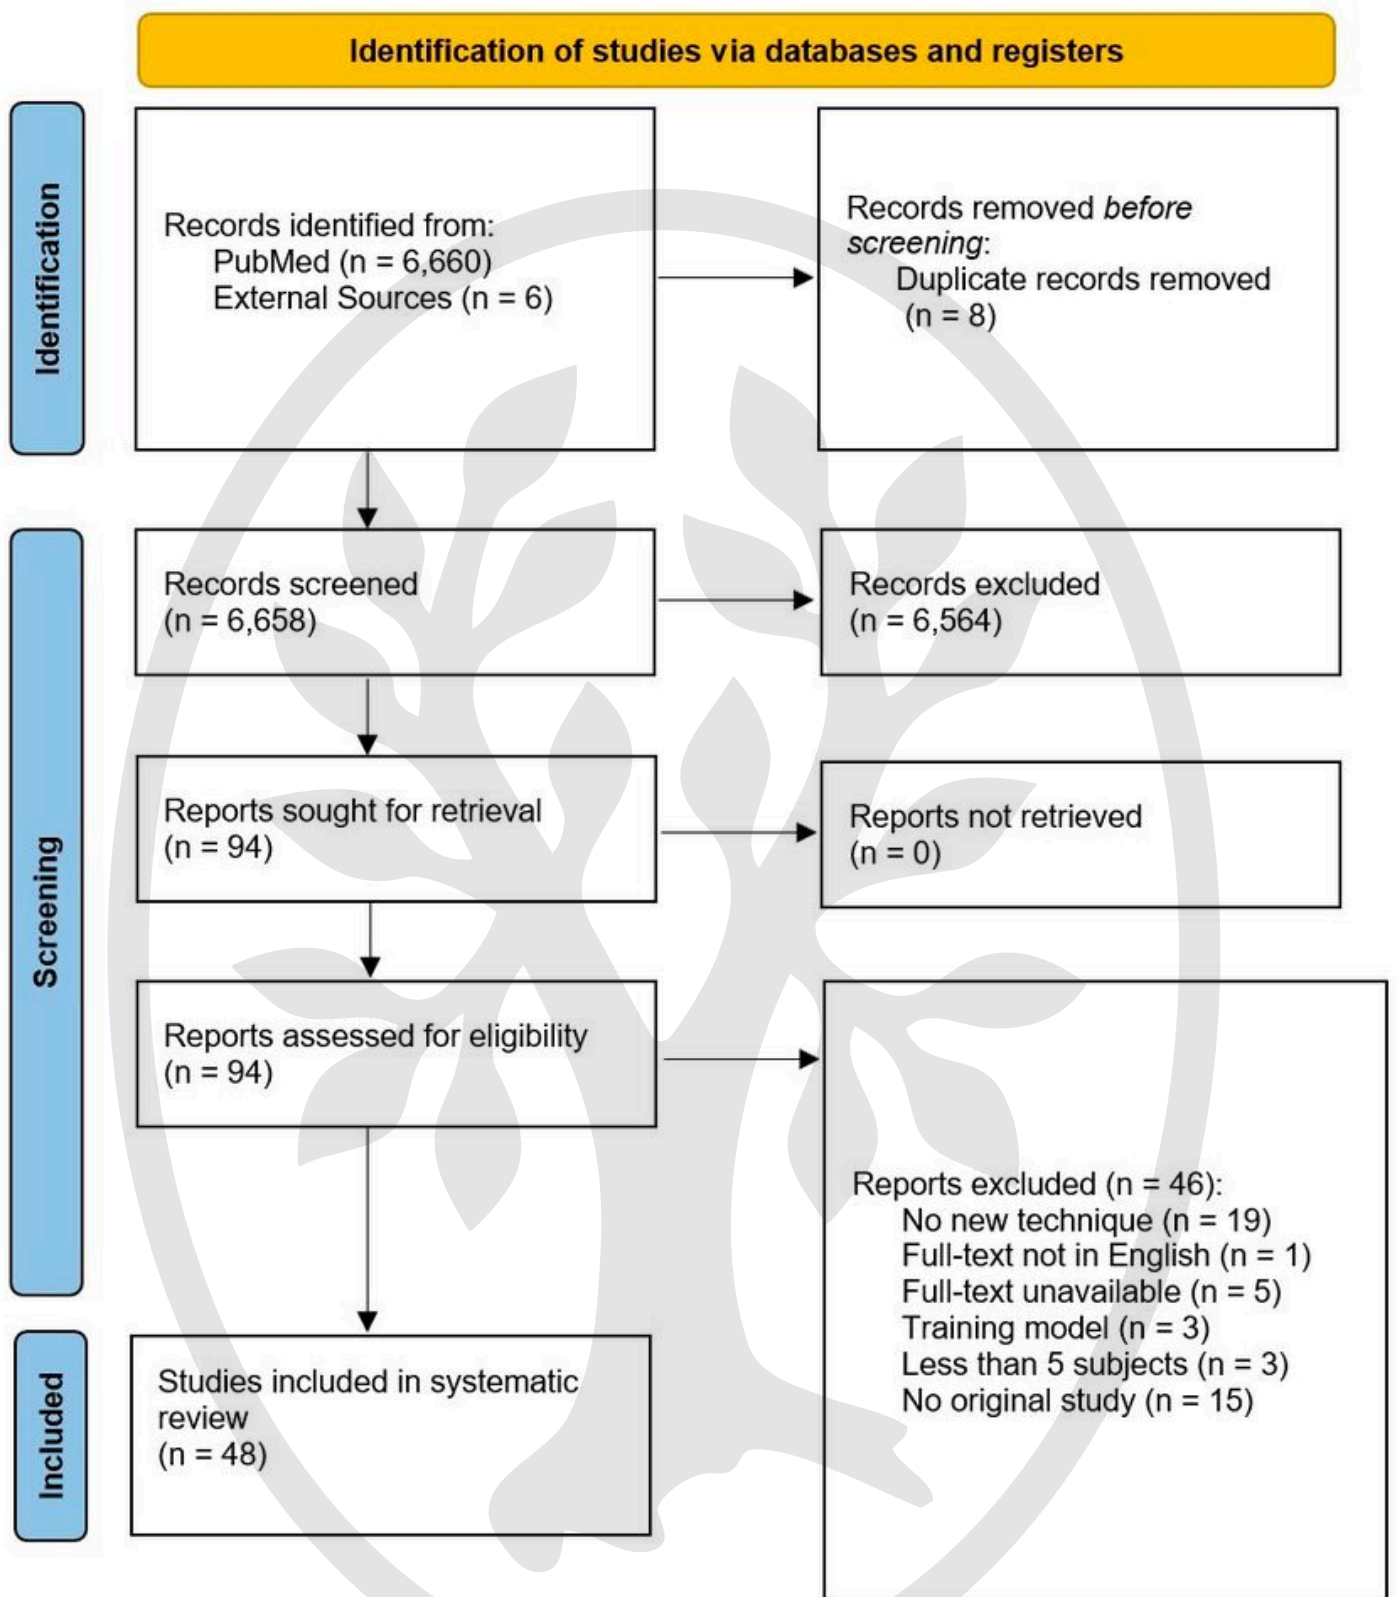 Identification of studies via databases and registers
Identification
Records identified from:
PubMed (n = 6,660)
External Sources (n = 6)
Records removed before
screening:
Duplicate records removed
(n = 8)
Screening
Records screened
(n = 6,658)
Records excluded
(n = 6,564)
Reports sought for retrieval
(n = 94)
Reports not retrieved
(n = 0)
Reports assessed for eligibility
(n = 94)
Reports excluded (n = 46):
No new technique (n = 19)
Full-text not in English (n = 1)
Full-text unavailable (n = 5)
Training model (n = 3)
Less than 5 subjects (n = 3)
No original study (n = 15)
Included
Studies included in systematic
review
(n = 48)